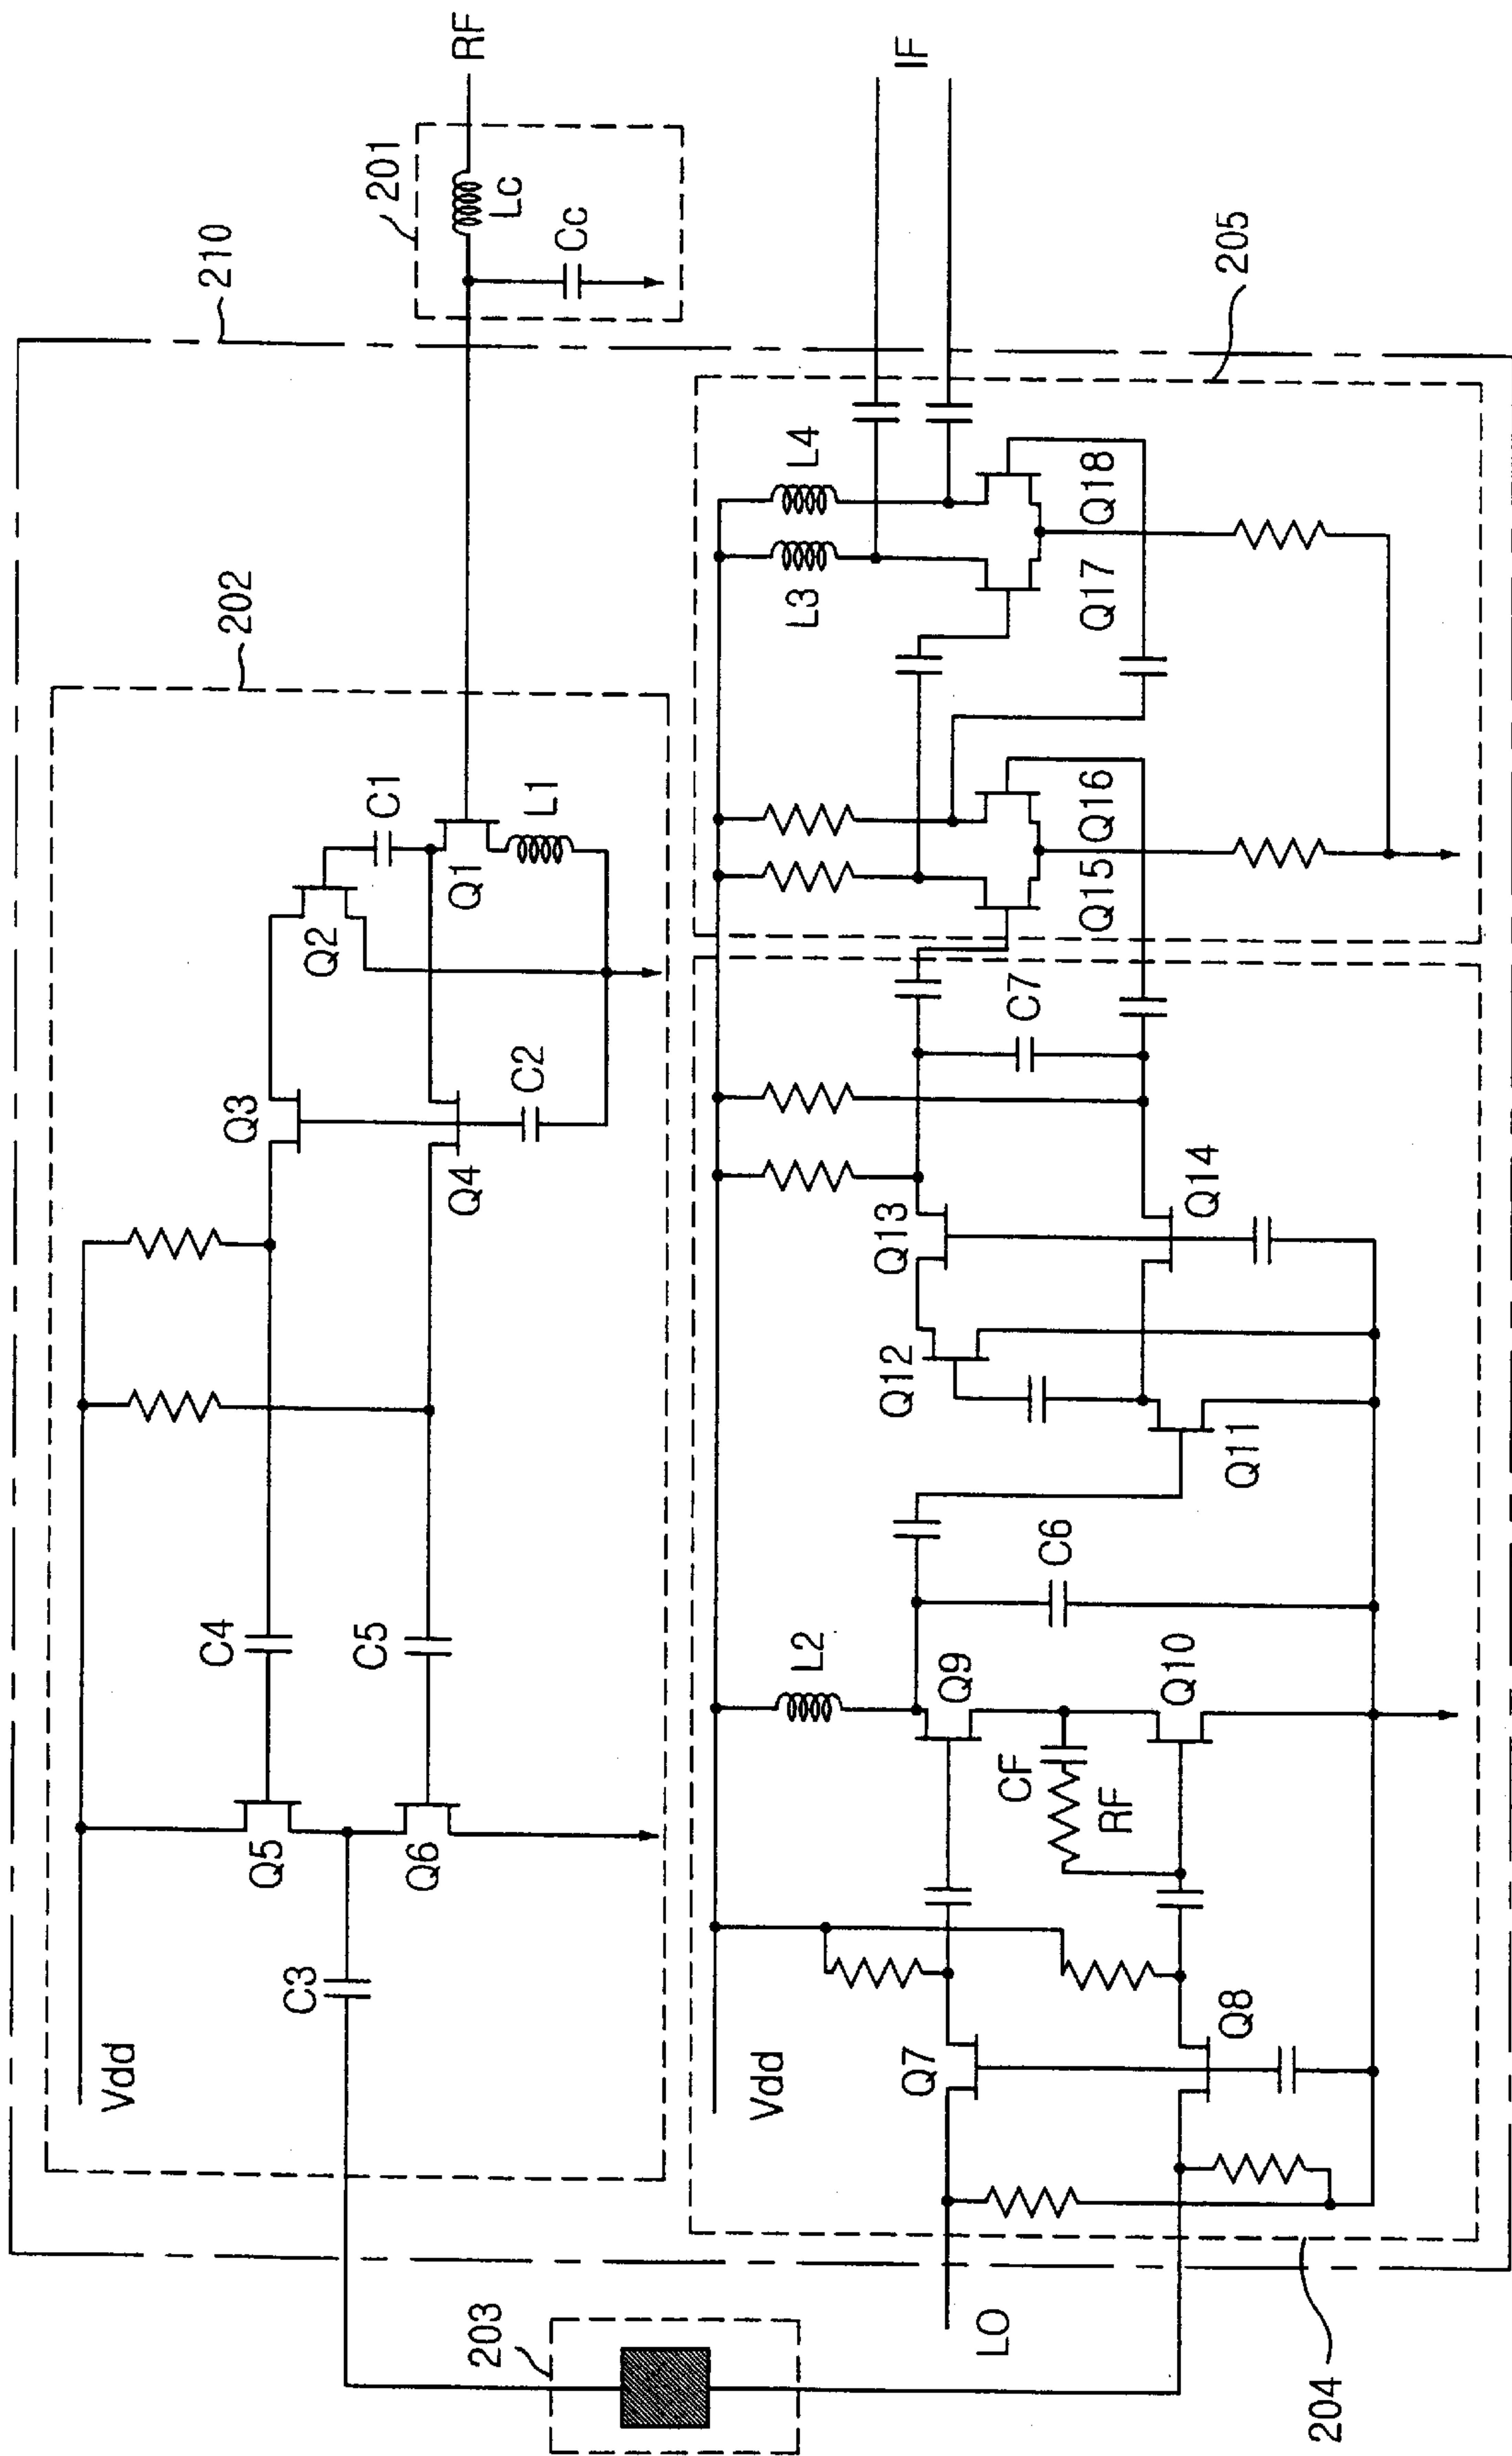 210
202
201
RF
Lc
Cc
Vdd
C4
C5
C3
Q5
Q6
Q3
Q4
Q2
C1
Q1
L1
C2
203
LO
204
Vdd
Q7
Q8
L2
Q9
CF
RF
Q10
C6
Q11
Q12
Q13
Q14
C7
Q15
Q16
L3
L4
Q17
Q18
205
IF